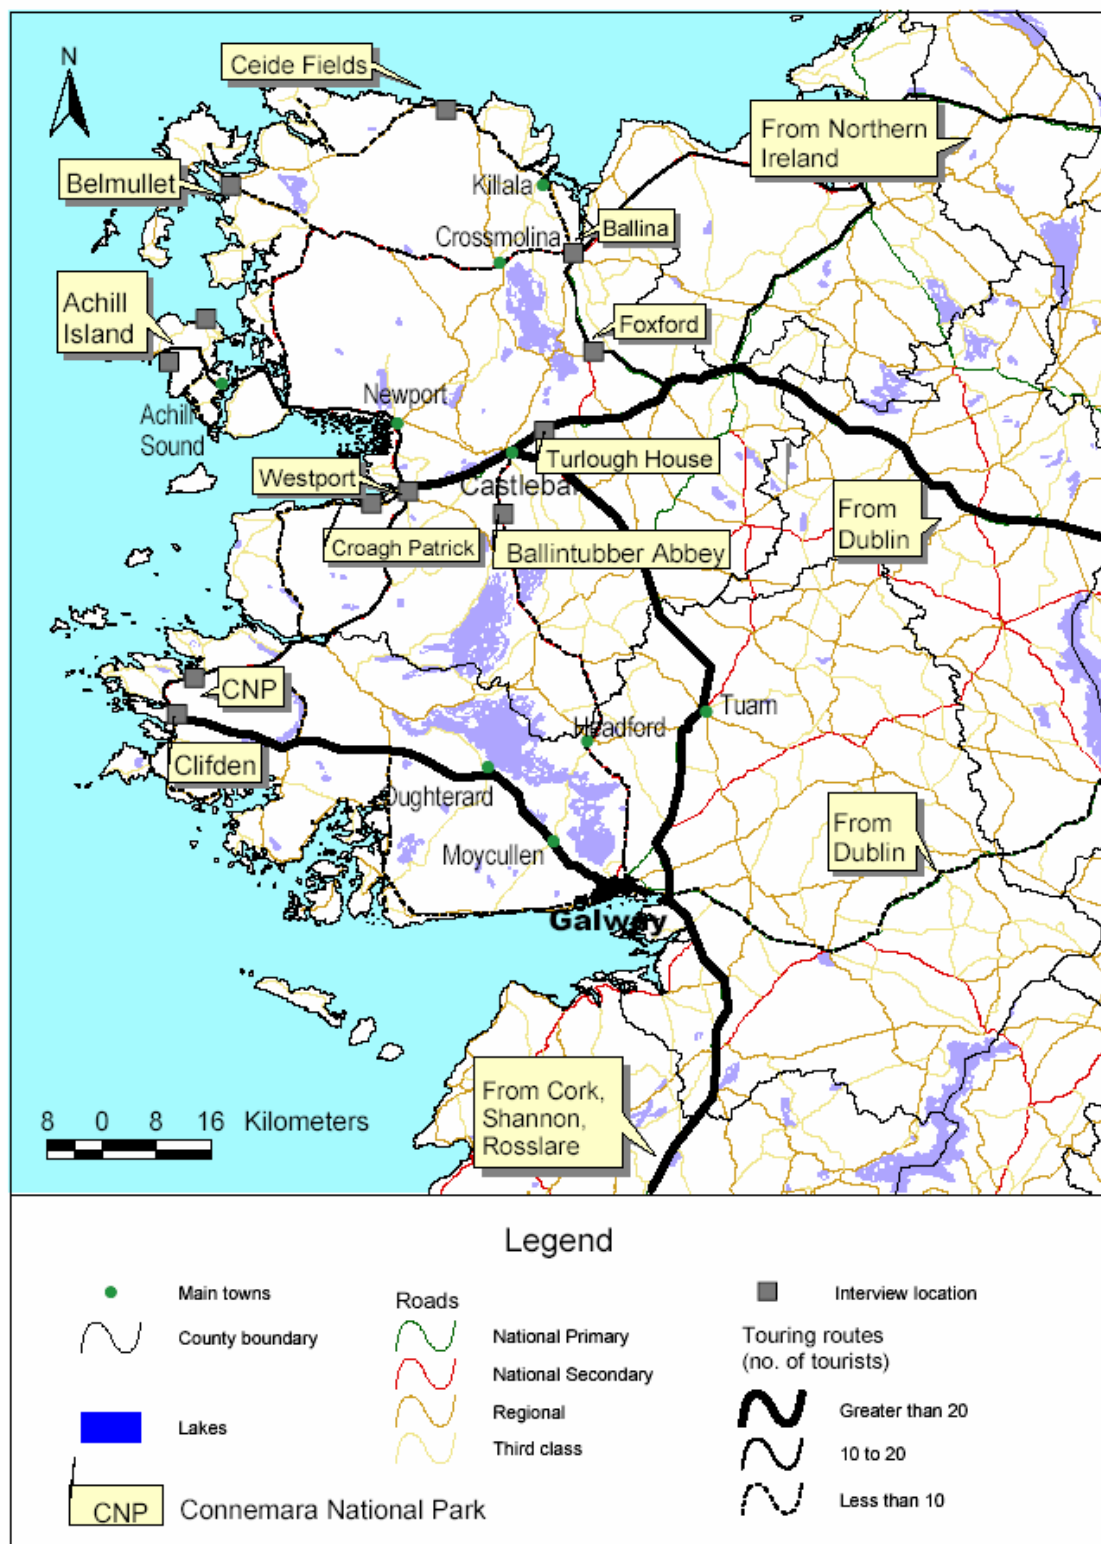 N
Ceide Fields
From Northern
Ireland
Belmullet
Killala
Ballina
Crossmolina
Achill
Island
Foxford
Newport
Achill
Sound
Westport
Turlough House
Castlebar
From
Dublin
Croagh Patrick
Ballintubber Abbey
CNP
Tuam
Headford
Clifden
Oughterard
From
Dublin
Moycullen
Galway
From Cork,
Shannon,
Rosslare
8 0 8 16 Kilometers
Legend
Main towns
County boundary
Lakes
CNP Connemara National Park
Roads
National Primary
National Secondary
Regional
Third class
Interview location
Touring routes
(no. of tourists)
Greater than 20
10 to 20
Less than 10